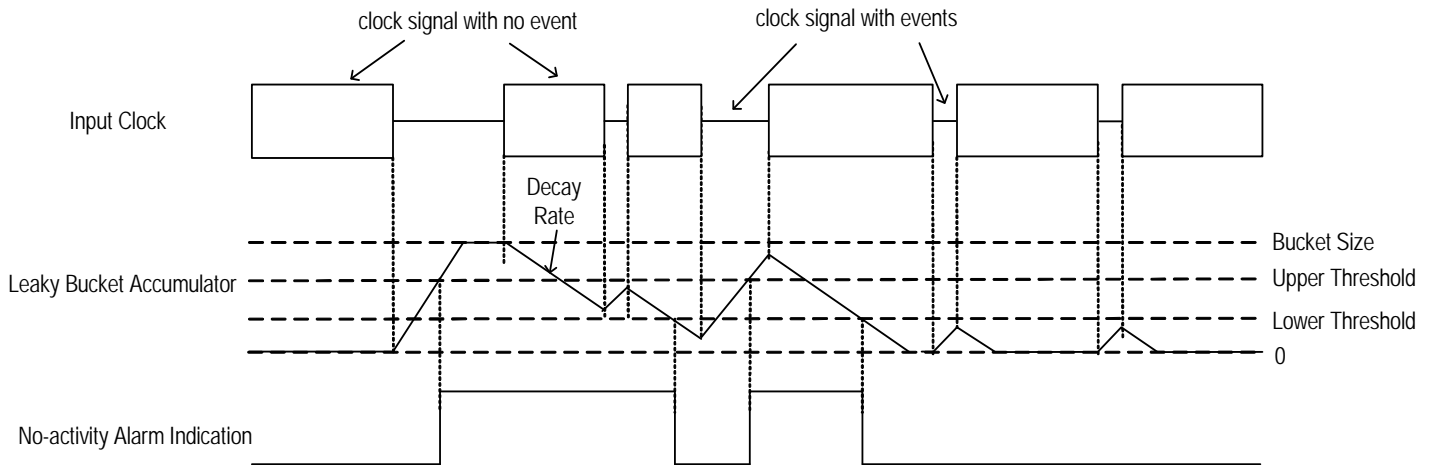 clock signal with no event
clock signal with events
Input Clock
Decay
Rate
Bucket Size
Leaky Bucket Accumulator
Upper Threshold
Lower Threshold
0
No-activity Alarm Indication